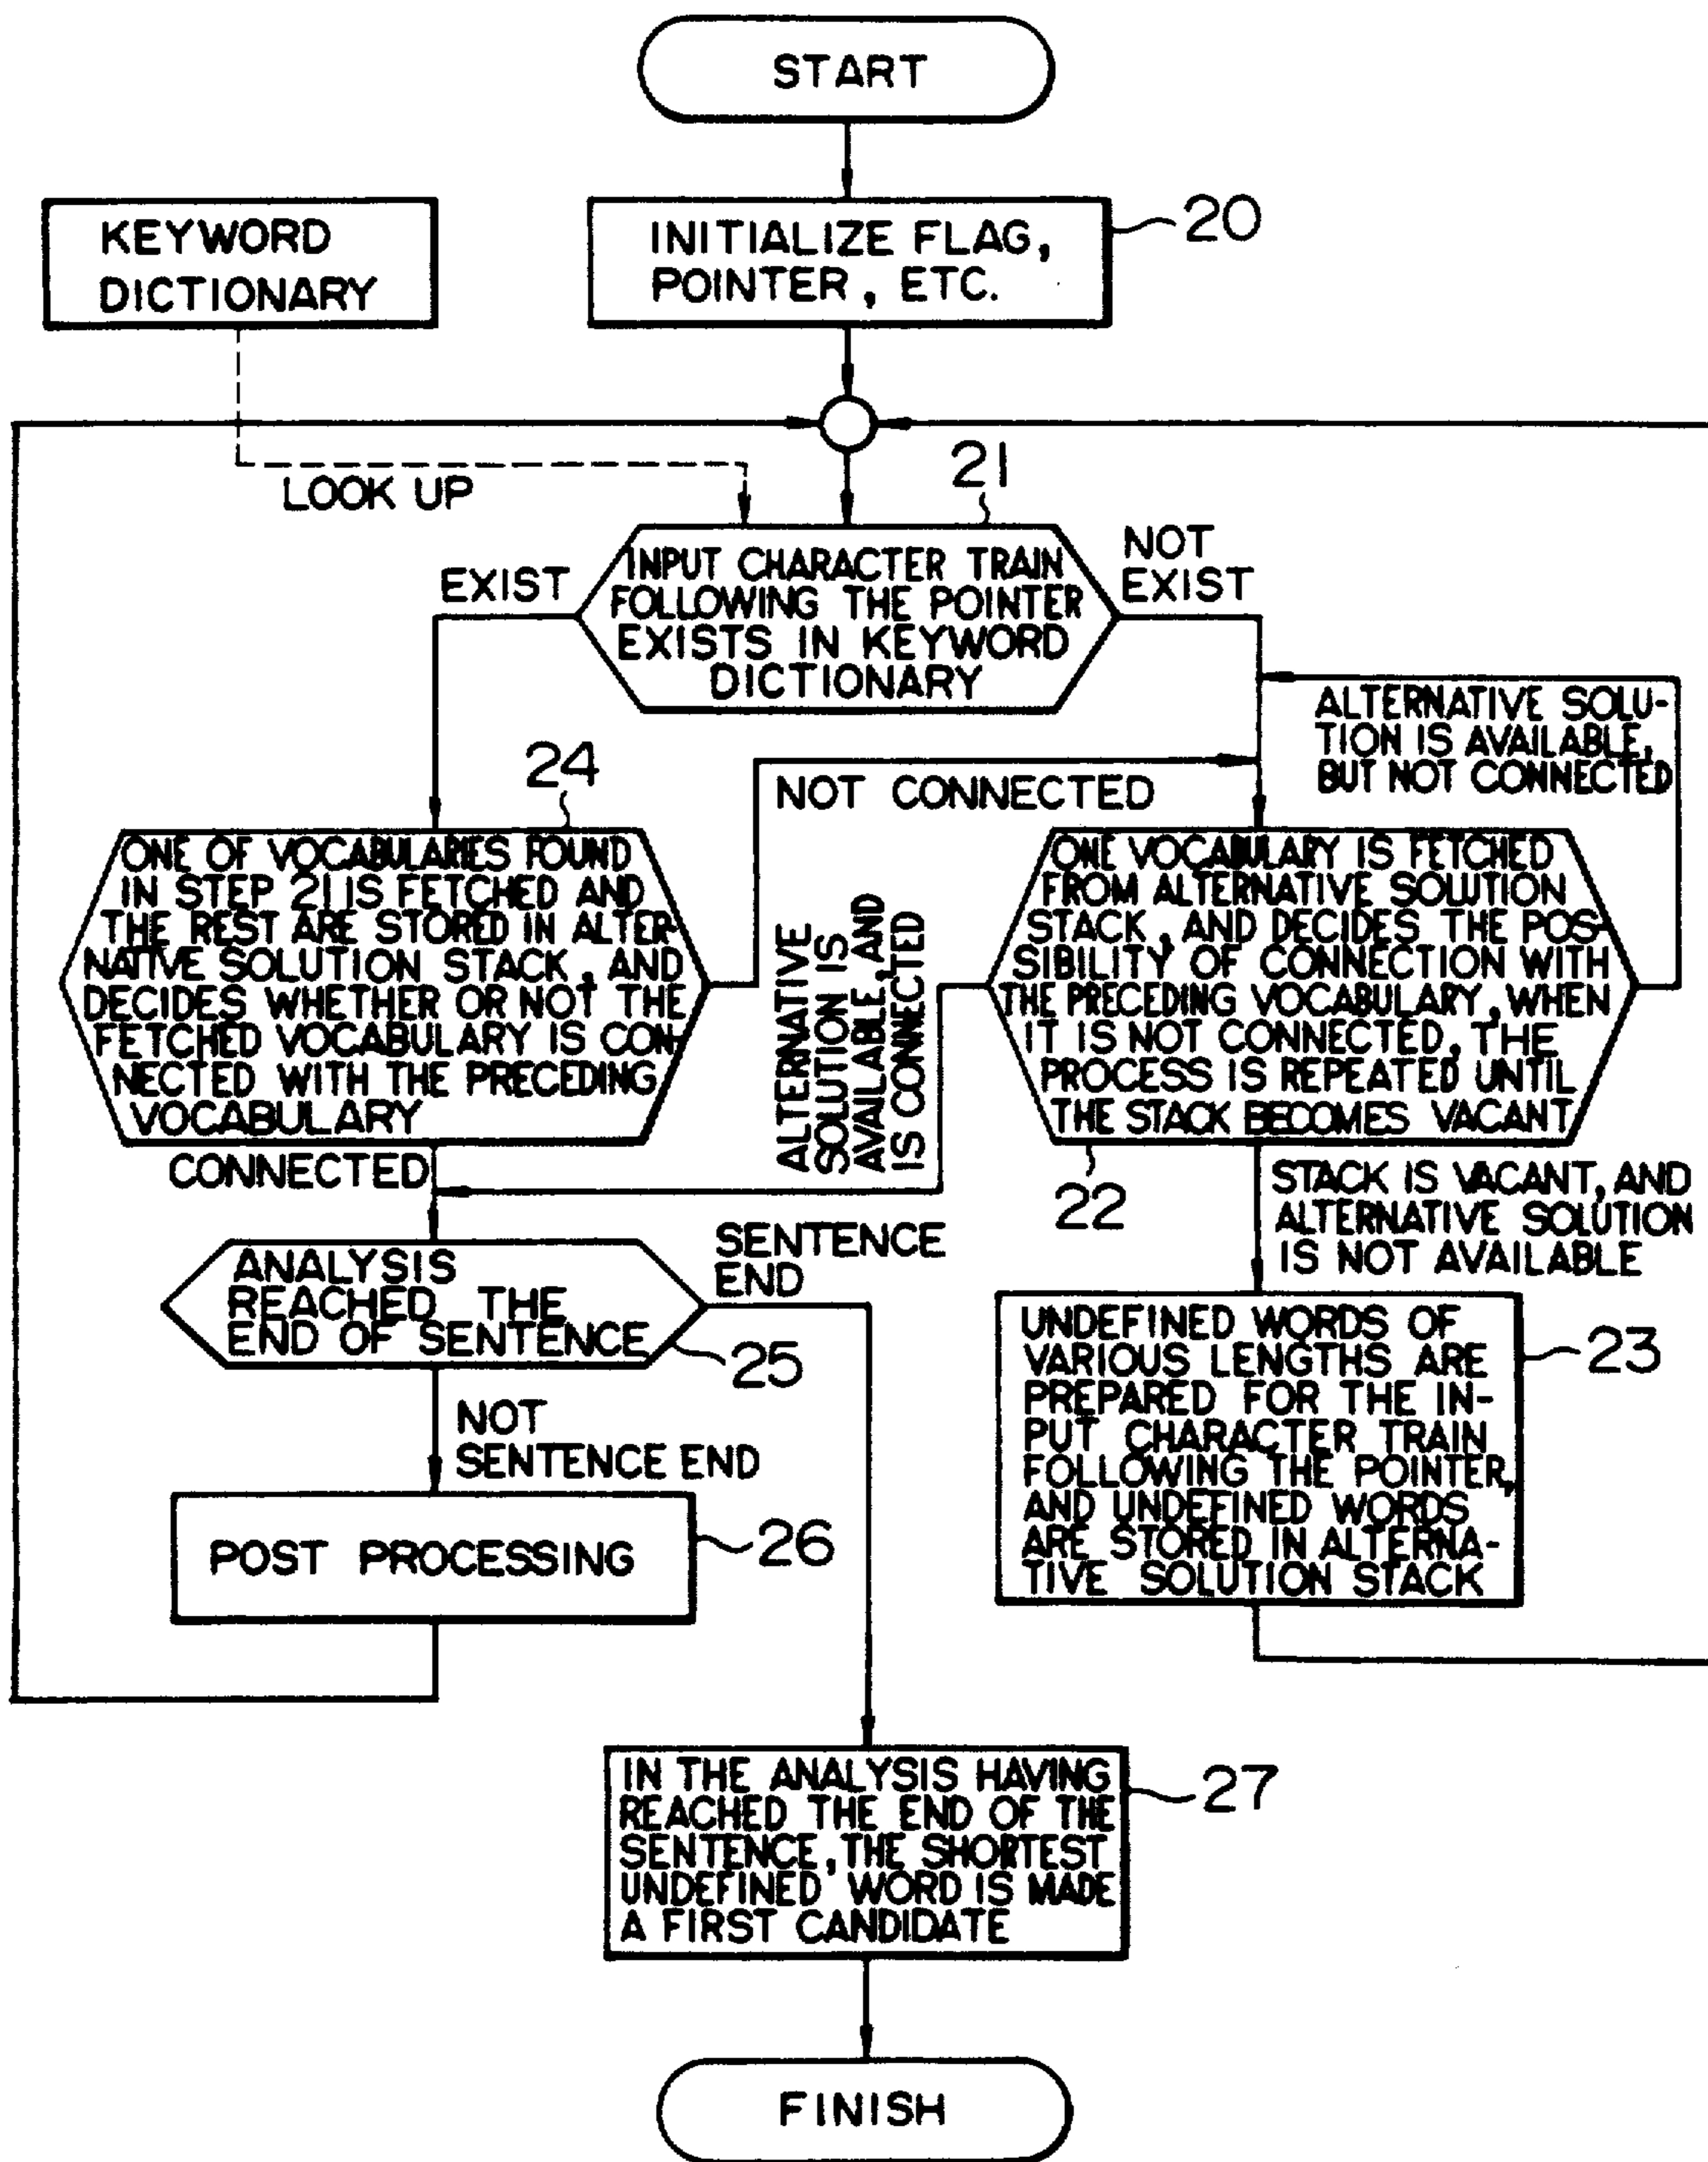 START
KEYWORD
DICTIONARY
INITIALIZE FLAG,
POINTER, ETC.
20
LOOK UP
21
EXIST
INPUT CHARACTER TRAIN
FOLLOWING THE POINTER
EXISTS IN KEYWORD
DICTIONARY
NOT
EXIST
ALTERNATIVE SOLU-
TION IS AVAILABLE,
BUT NOT CONNECTED
24
NOT CONNECTED
ONE OF VOCABULARIES FOUND
IN STEP 21 IS FETCHED AND
THE REST ARE STORED IN ALTER-
NATIVE SOLUTION STACK, AND
DECIDES WHETHER OR NOT THE
FETCHED VOCABULARY IS CON-
NECTED WITH THE PRECEDING
VOCABULARY
ALTERNATIVE
SOLUTION IS
AVAILABLE, AND
IS CONNECTED
ONE VOCABULARY IS FETCHED
FROM ALTERNATIVE SOLUTION
STACK, AND DECIDES THE POS-
SIBILITY OF CONNECTION WITH
THE PRECEDING VOCABULARY, WHEN
IT IS NOT CONNECTED, THE
PROCESS IS REPEATED UNTIL
THE STACK BECOMES VACANT
CONNECTED
22
STACK IS VACANT, AND
ALTERNATIVE SOLUTION
IS NOT AVAILABLE
ANALYSIS
REACHED THE
END OF SENTENCE
SENTENCE
END
25
UNDEFINED WORDS OF
VARIOUS LENGTHS ARE
PREPARED FOR THE IN-
PUT CHARACTER TRAIN
FOLLOWING THE POINTER,
AND UNDEFINED WORDS
ARE STORED IN ALTERNA-
TIVE SOLUTION STACK
23
NOT
SENTENCE END
POST PROCESSING
26
IN THE ANALYSIS HAVING
REACHED THE END OF THE
SENTENCE, THE SHORTEST
UNDEFINED WORD IS MADE
A FIRST CANDIDATE
27
FINISH